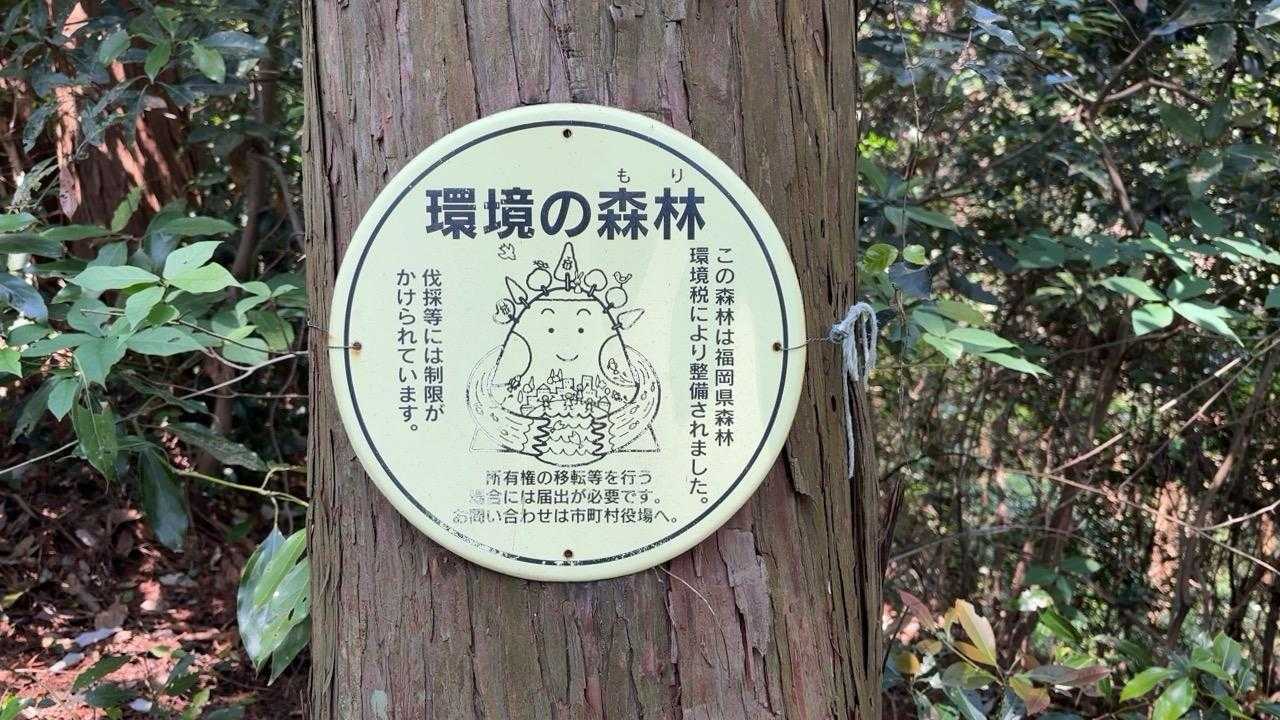 もり
環境の森林
この森林は福岡県森林
環境税により整備されました。
伐採等には制限が
かけられています。
所有権の移転等を行う
場合には届出が必要です。
お問い合わせは市町村役場へ。